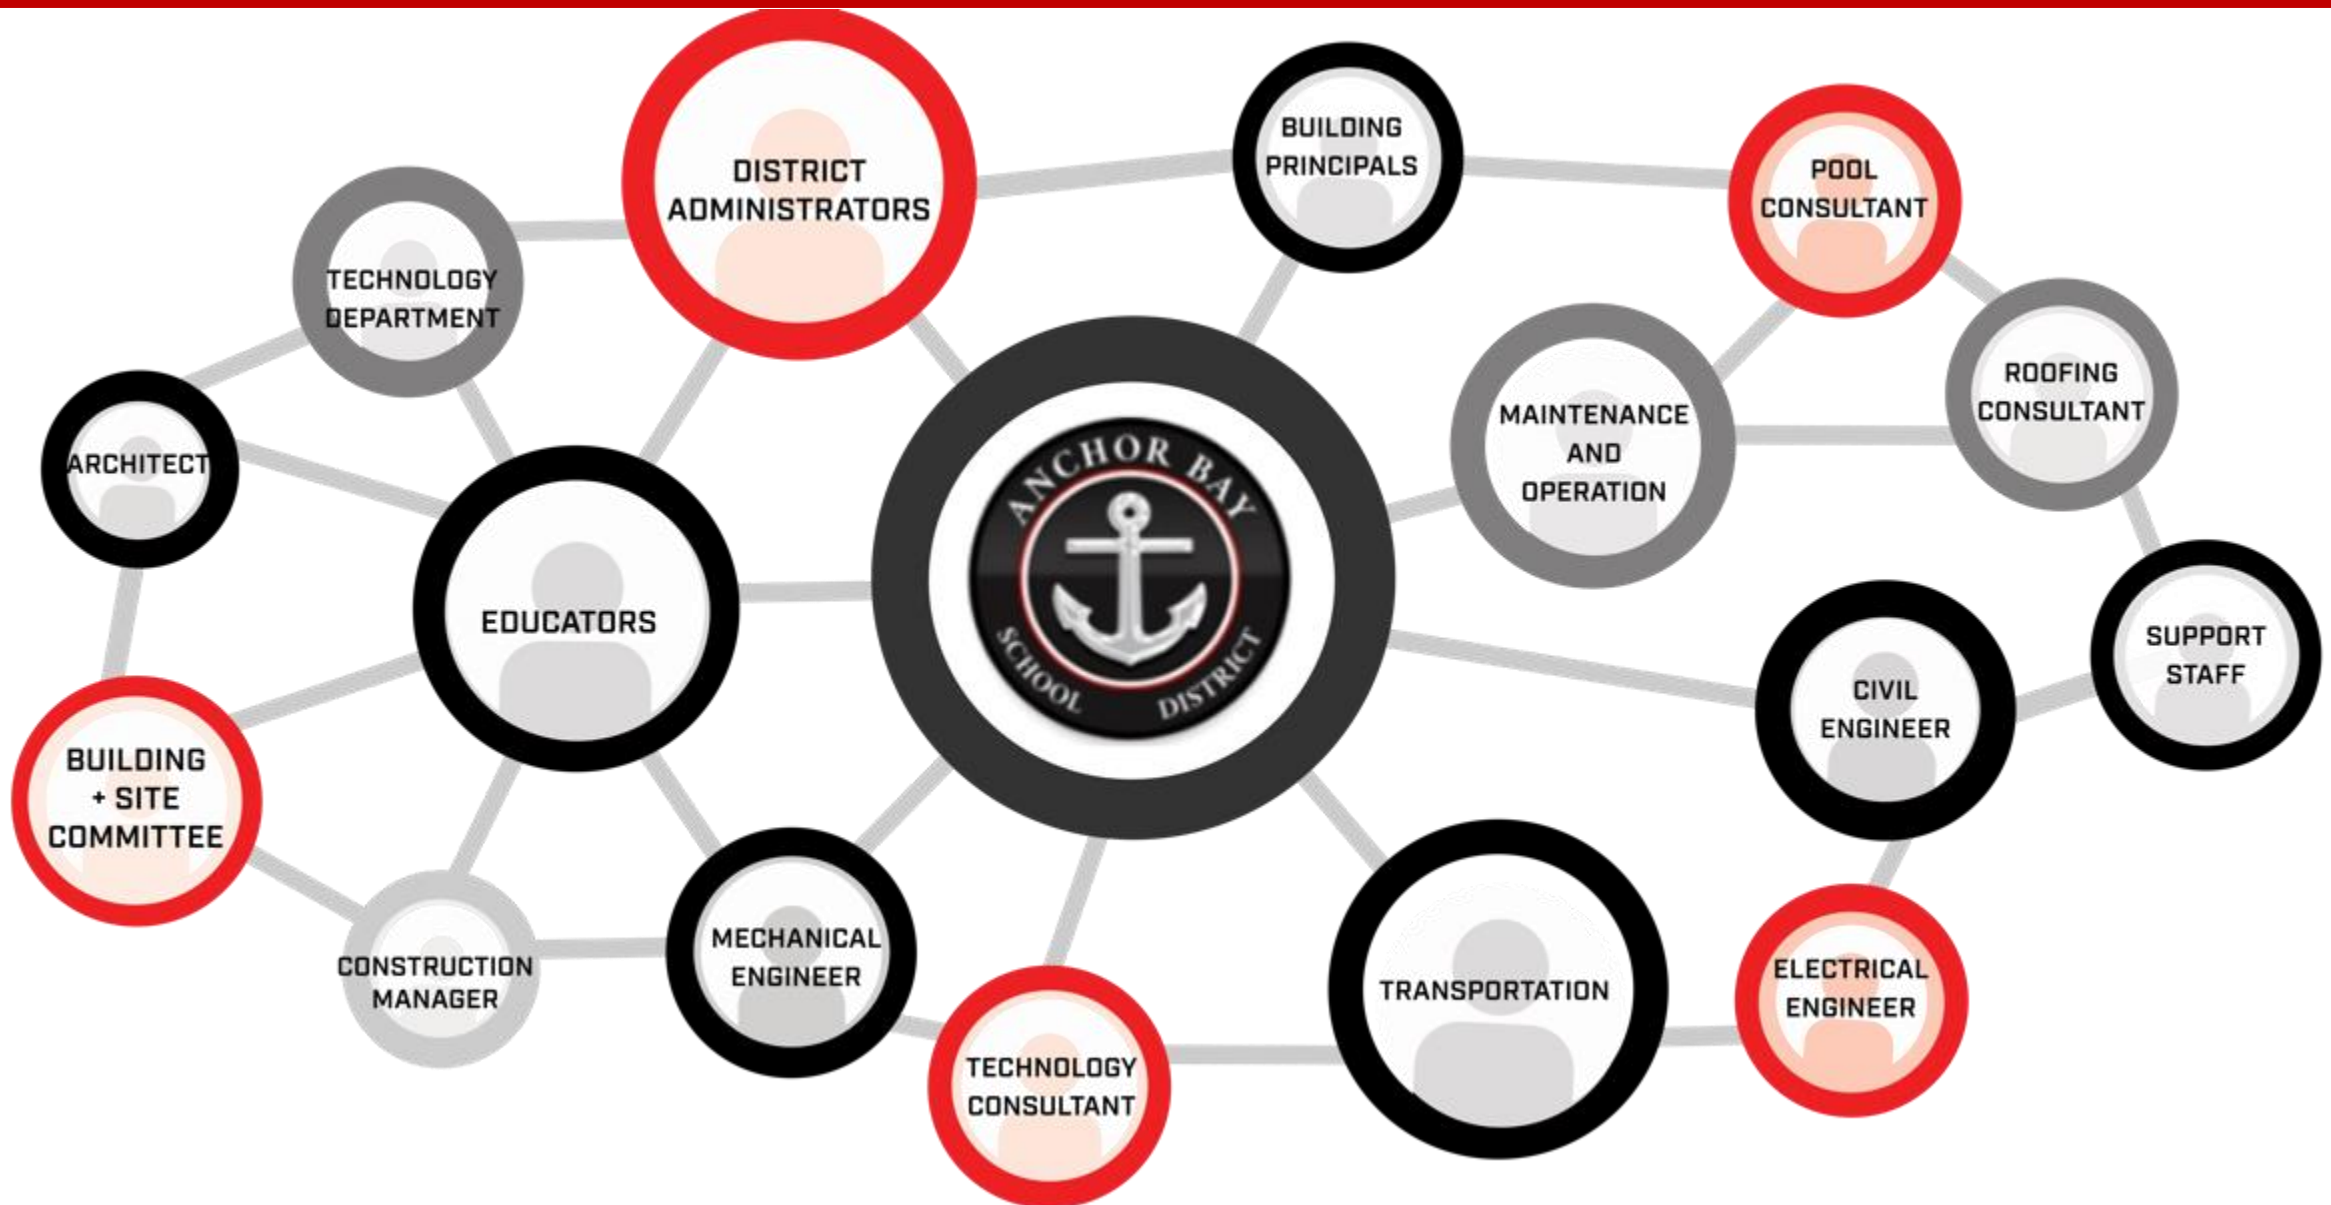 DISTRICT
ADMINISTRATORS
BUILDING
PRINCIPALS
POOL
CONSULTANT
TECHNOLOGY
DEPARTMENT
ROOFING
CONSULTANT
MAINTENANCE
AND
OPERATION
ARCHITECT
ANCHOR BAY
SCHOOL DISTRICT
EDUCATORS
SUPPORT
STAFF
CIVIL
ENGINEER
BUILDING
+ SITE
COMMITTEE
CONSTRUCTION
MANAGER
MECHANICAL
ENGINEER
TECHNOLOGY
CONSULTANT
TRANSPORTATION
ELECTRICAL
ENGINEER